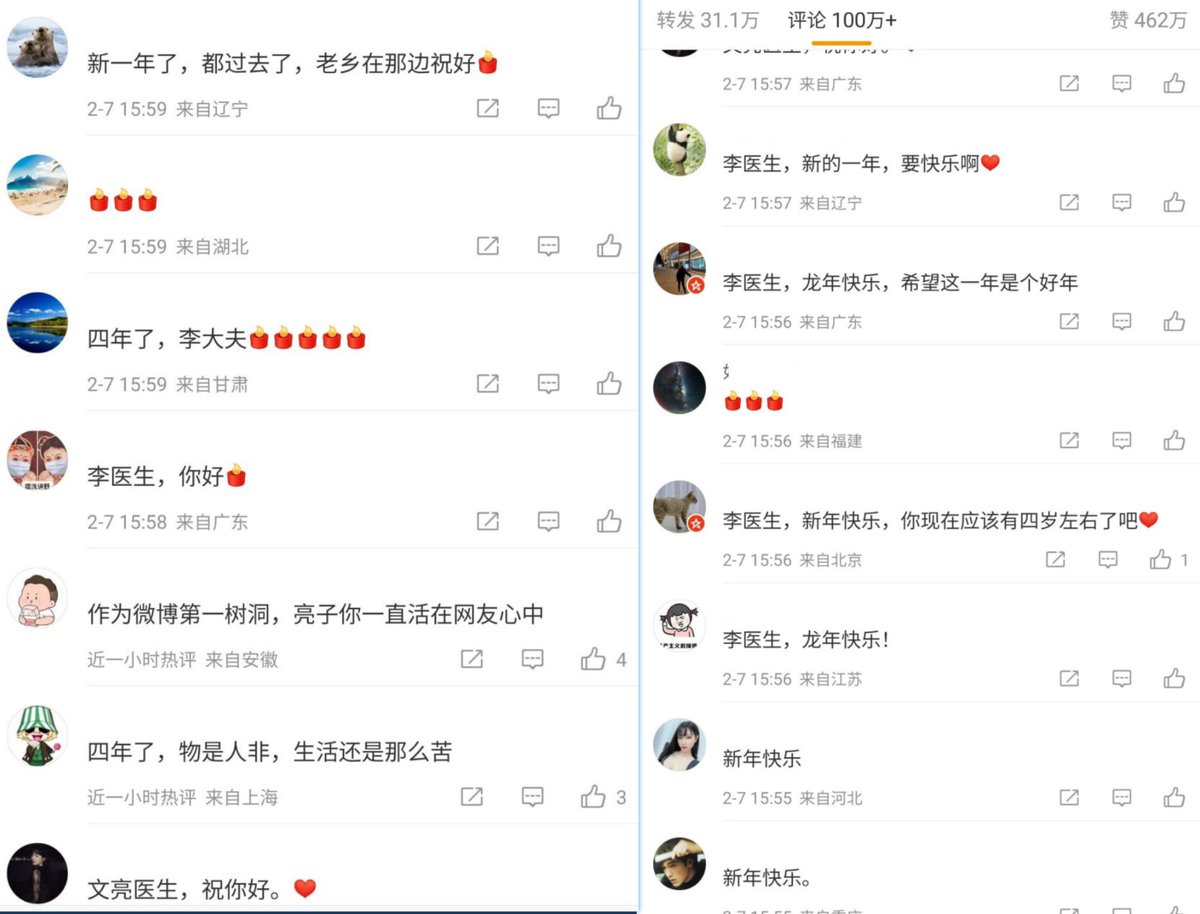 新一年了，都过去了，老乡在那边祝好🕯️
2-7 15:59 来自辽宁
🕯️🕯️🕯️
2-7 15:59 来自湖北
四年了，李大夫🕯️🕯️🕯️🕯️🕯️
2-7 15:59 来自甘肃
李医生，你好🕯️
2-7 15:58 来自广东
作为微博第一树洞，亮子你一直活在网友心中
近一小时热评 来自安徽
4
四年了，物是人非，生活还是那么苦
近一小时热评 来自上海
3
文亮医生，祝你好。❤️
转发 31.1万 评论 100万+ 赞 462万
2-7 15:57 来自广东
李医生，新的一年，要快乐啊❤️
2-7 15:57 来自辽宁
李医生，龙年快乐，希望这一年是个好年
2-7 15:56 来自广东
🕯️🕯️🕯️
2-7 15:56 来自福建
李医生，新年快乐，你现在应该有四岁左右了吧❤️
2-7 15:56 来自北京
1
李医生，龙年快乐！
2-7 15:56 来自江苏
新年快乐
2-7 15:55 来自河北
新年快乐。